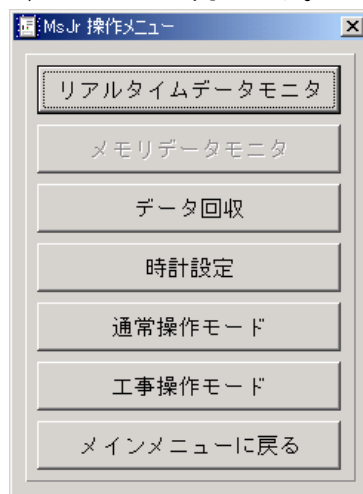 MsJr 操作メニュー
リアルタイムデータモニタ
メモリデータモニタ
データ回収
時計設定
通常操作モード
工事操作モード
メインメニューに戻る